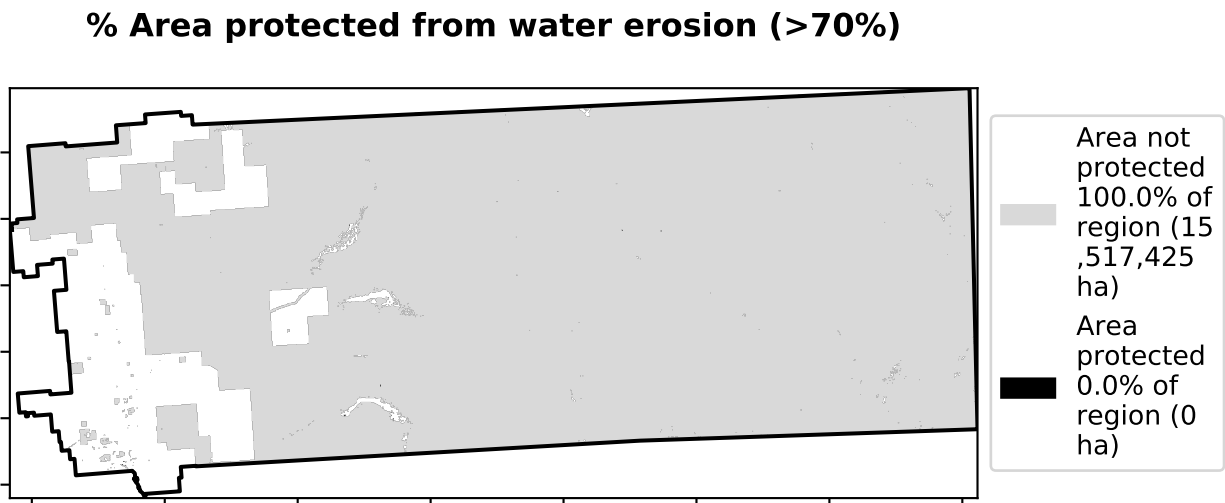 % Area protected from water erosion (>70%)
Area not
protected
100.0% of
region (15
,517,425
ha)
Area
protected
0.0% of
region (0
ha)